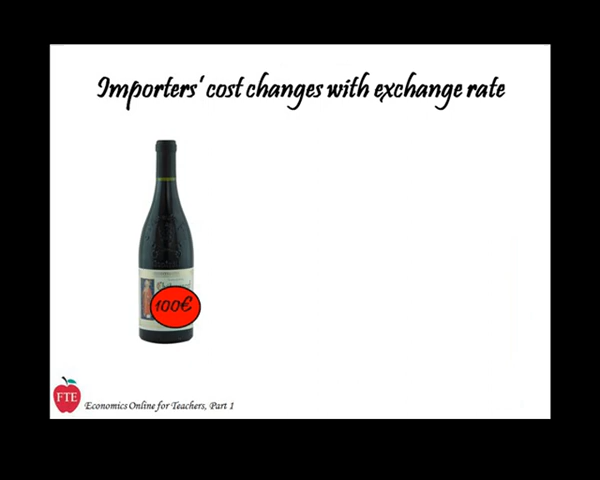 Importers' cost changes with exchange rate
100€
FTE
Economics Online for Teachers, Part 1